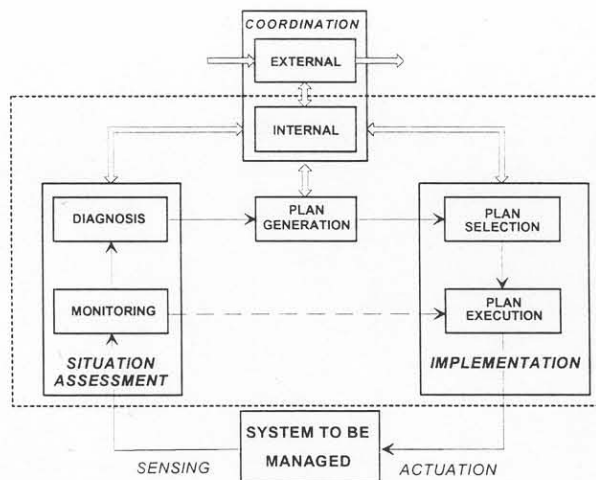 COORDINATION
EXTERNAL
INTERNAL
DIAGNOSIS
PLAN
GENERATION
PLAN
SELECTION
MONITORING
PLAN
EXECUTION
SITUATION
ASSESSMENT
IMPLEMENTATION
SYSTEM TO BE
MANAGED
SENSING
ACTUATION